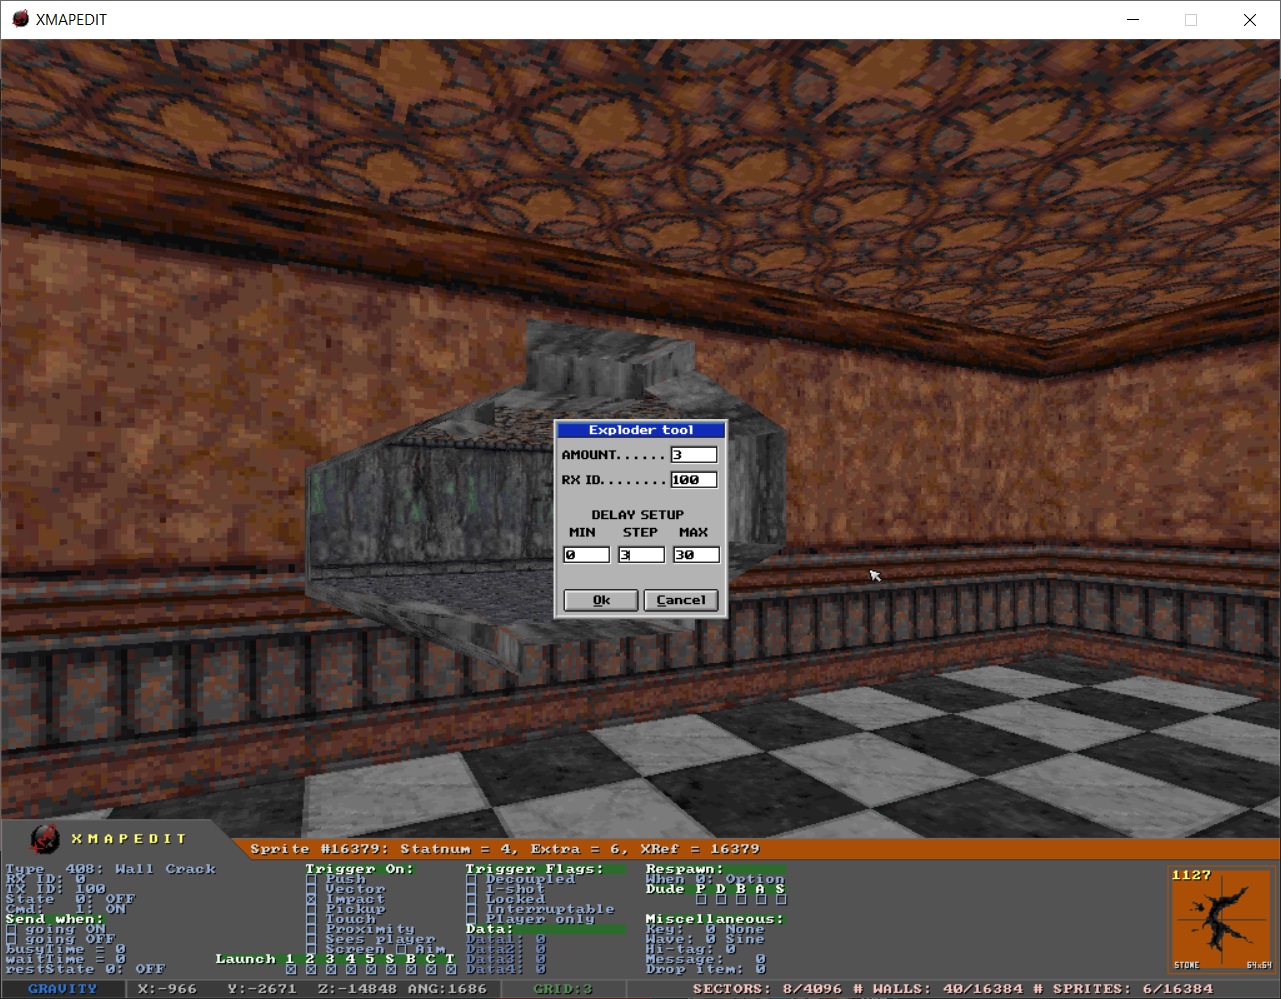 XMAPEDIT
Exploder tool
AMOUNT...... 3
RX ID........ 100
DELAY SETUP
MIN STEP MAX
0 3 30
Ok Cancel
XMAPEDIT
Sprite #16379: Statnum = 4, Extra = 6, XRef = 16379
Type 408: Wall Crack
RX ID: 0
TX ID: 100
State 0: OFF
Cmd: 1: ON
Send when:
going ON
going OFF
busyTime = 0
waitTime = 0
restState 0: OFF
Trigger On:
Push
Vector
Impact
Pickup
Touch
Proximity
Sees player
Screen Aim
Launch 1 2 3 4 5 S B C T
Trigger Flags:
Decoupled
1-shot
Locked
Interruptable
Player only
Data:
Data1: 0
Data2: 0
Data3: 0
Data4: 0
Respawn:
When 0: Option
Dude P D B A S
Miscellaneous:
Key: 0 None
Wave: 0 Sine
Hi-tag: 0
Message: 0
Drop item: 0
1127
STONE 64x64
GRAVITY X:-966 Y:-2671 Z:-14848 ANG:1686 GRID:3 SECTORS: 8/4096 # WALLS: 40/16384 # SPRITES: 6/16384